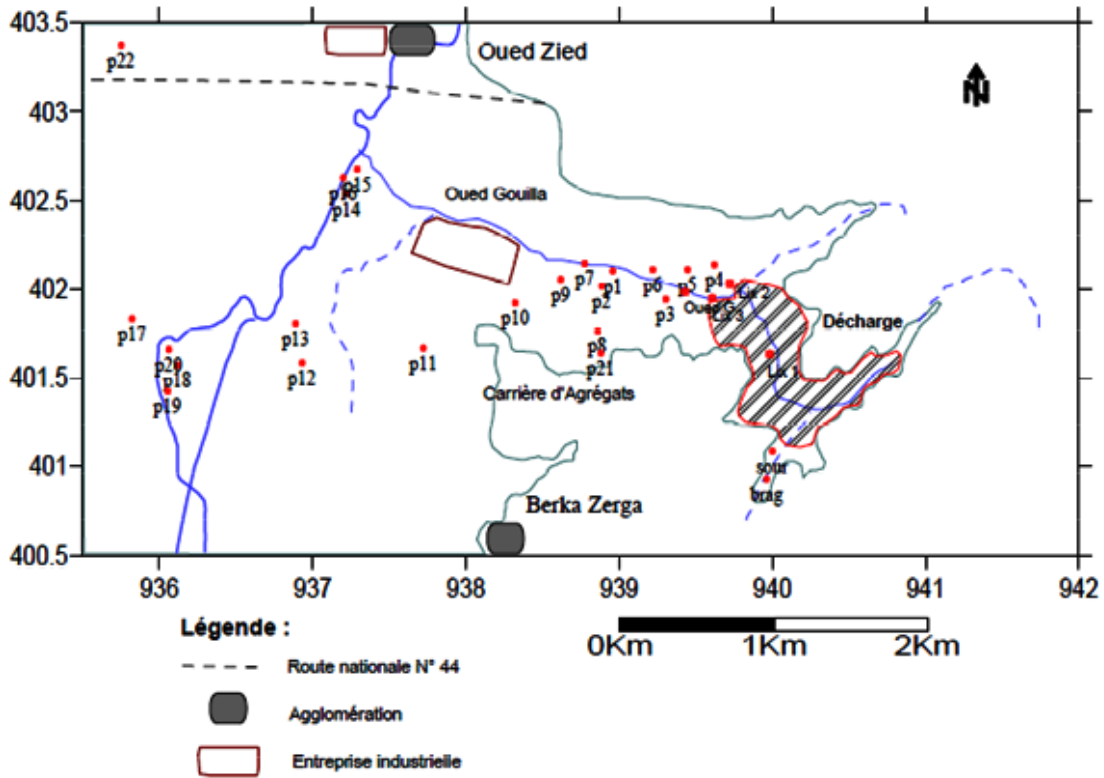 403.5
403
402.5
402
401.5
401
400.5
936
937
938
939
940
941
942
N
Oued Zied
p22
p15
p16
p14
Oued Gouilla
p7
p1
p6
p5
p4
p9
p2
p3
Oued G
Lix 2
Lix 3
p10
p8
p21
Décharge
p17
p13
p20
p18
p12
p11
p19
Carrière d'Agrégats
Lix 1
sour
brag
Berka Zerga
0Km
1Km
2Km
Légende :
Route nationale N° 44
Agglomération
Entreprise industrielle